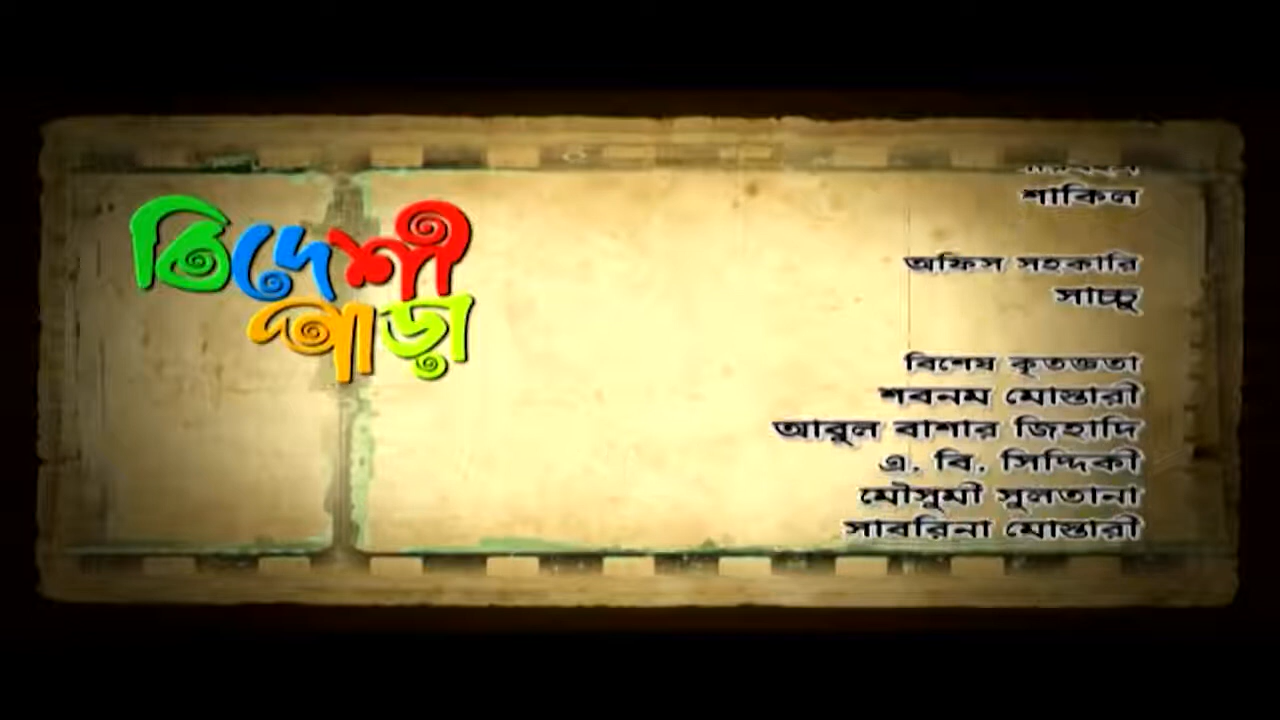 বিদেশী
পাড়া
শাকিল
অফিস সহকারি
সাচ্চু
বিশেষ কৃতজ্ঞতা
শবনম মোস্তারী
আবুল বাশার জিহাদি
এ. বি. সিদ্দিকী
মৌসুমী সুলতানা
সাবরিনা মোস্তারী